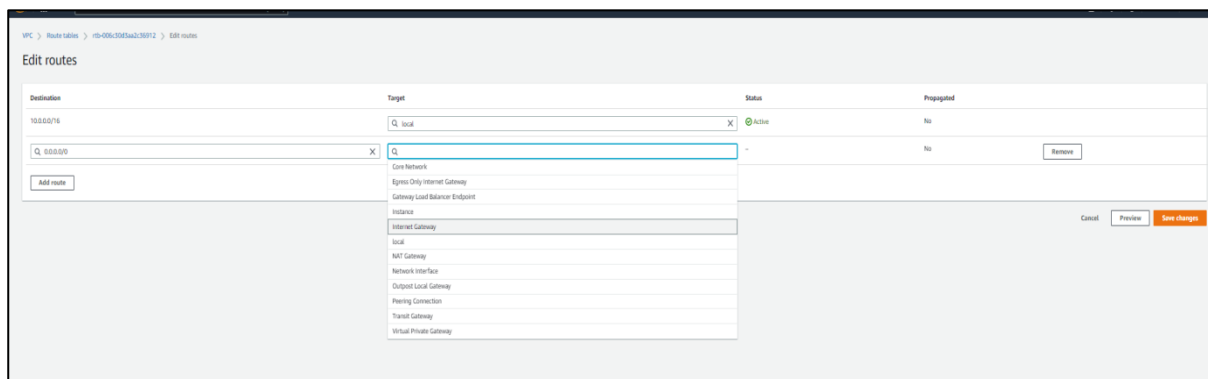 VPC > Route tables > rtb-006c30d5aa2c36912 > Edit routes
Edit routes
Destination Target Status Propagated
10.0.0.0/16 local Active No
0.0.0.0/0 - No Remove
Core Network
Egress Only Internet Gateway
Add route
Gateway Load Balancer Endpoint
Instance
Internet Gateway
Cancel Preview Save changes
local
NAT Gateway
Network Interface
Outpost Local Gateway
Peering Connection
Transit Gateway
Virtual Private Gateway